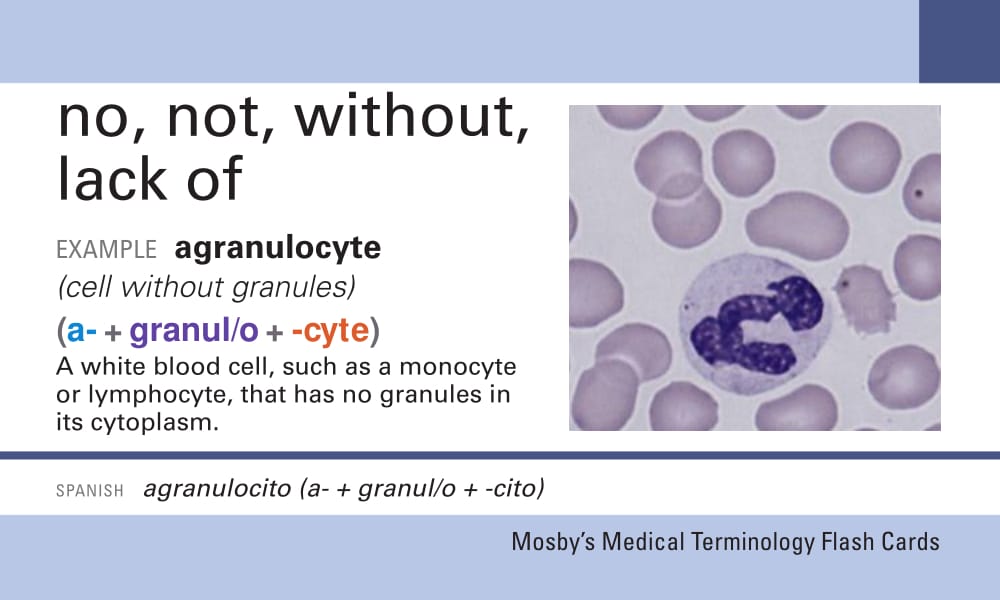 no, not, without,
lack of
EXAMPLE agranulocyte
(cell without granules)
(a- + granul/o + -cyte)
A white blood cell, such as a monocyte
or lymphocyte, that has no granules in
its cytoplasm.
SPANISH agranulocito (a- + granul/o + -cito)
Mosby's Medical Terminology Flash Cards